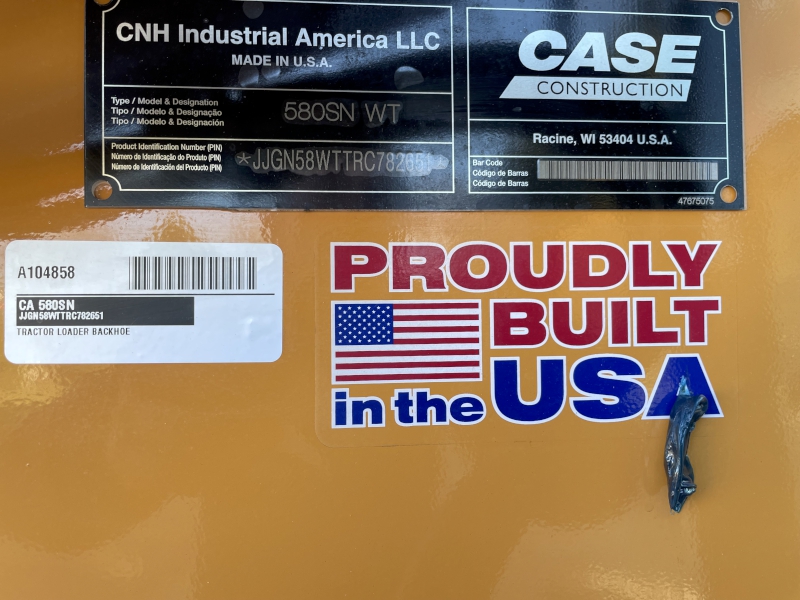 CNH Industrial America LLC
MADE IN U.S.A.
Type / Model & Designation
Tipo / Modelo & Designação
Tipo / Modelo & Designación
580SN WT
Product Identification Number (PIN)
Número de Identificação do Produto (PIN)
Número de Identificación del Producto (PIN)
*JJGN58WTTRC782651*
CASE
CONSTRUCTION
Racine, WI 53404 U.S.A.
Bar Code
Código de Barras
Código de Barras
47675075
A104858
CA 580SN
JJGN58WTTRC782651
TRACTOR LOADER BACKHOE
PROUDLY
BUILT
in the USA